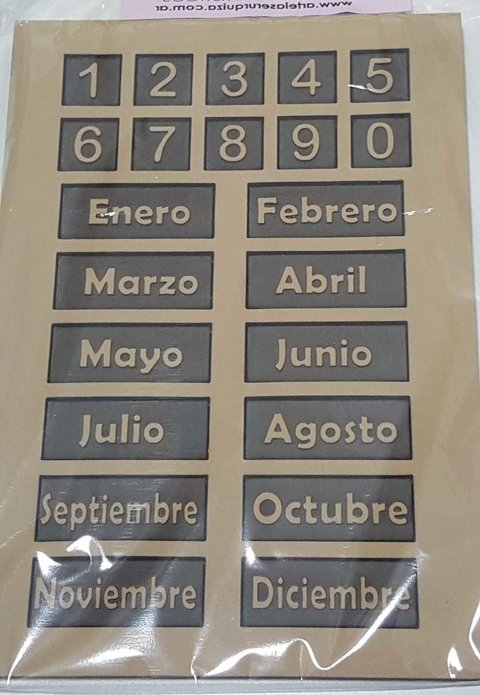 www.artelaserurquiza.com.ar
1 2 3 4 5
6 7 8 9 0
Enero Febrero
Marzo Abril
Mayo Junio
Julio Agosto
Septiembre Octubre
Noviembre Diciembre